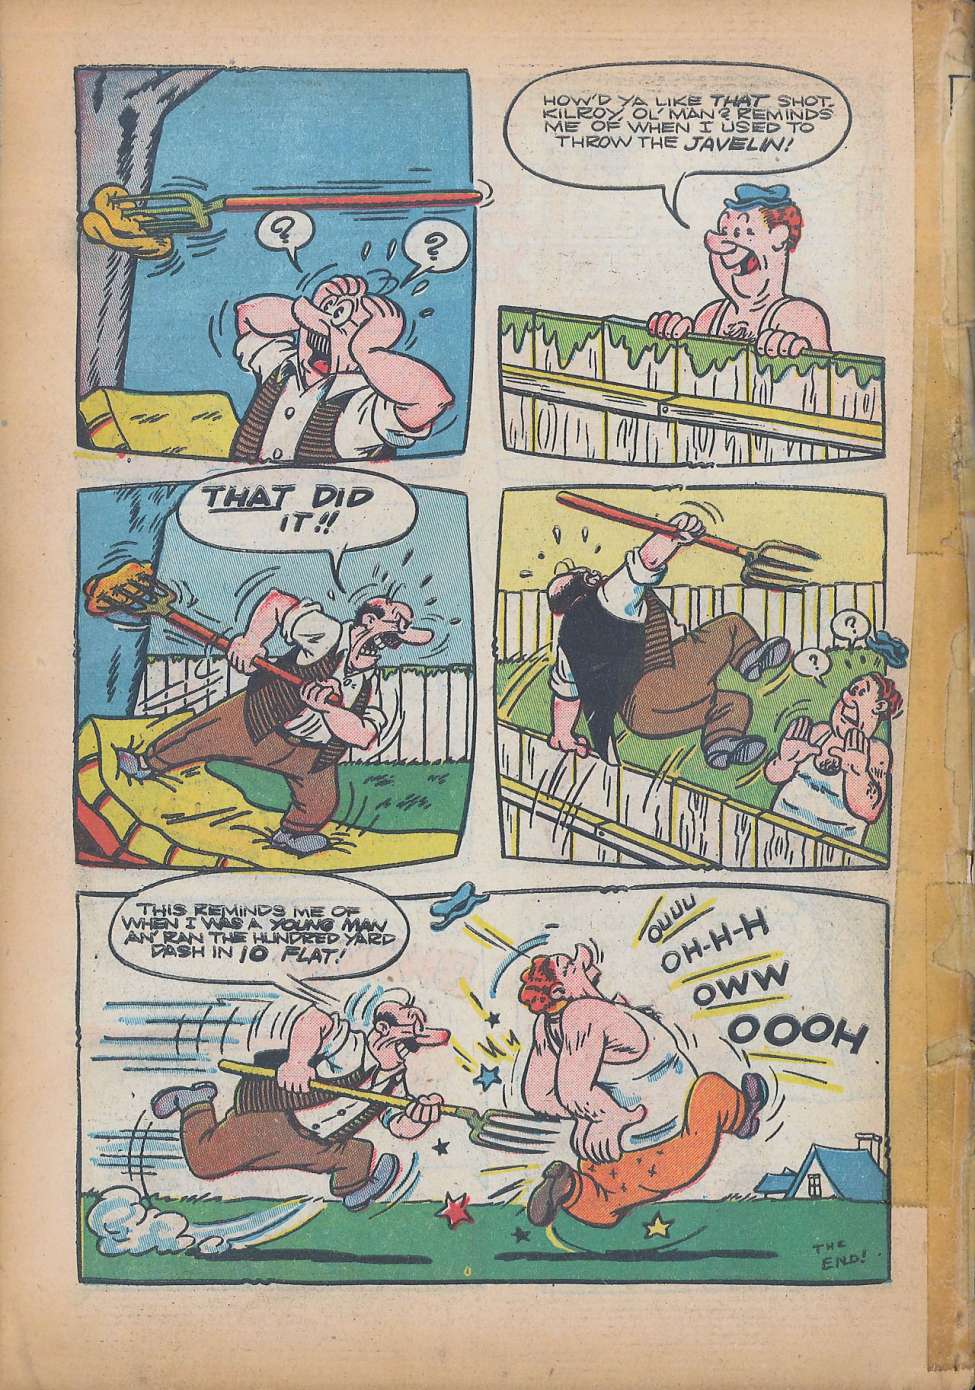 ?
?
HOW'D YA LIKE THAT SHOT,
KILROY, OL' MAN? REMINDS
ME OF WHEN I USED TO
THROW THE JAVELIN!
THAT DID
IT!!
?
?
THIS REMINDS ME OF
WHEN I WAS A YOUNG MAN
AN' RAN THE HUNDRED YARD
DASH IN 10 FLAT!
OUUU
OH-H-H
OWW
OOOH
THE
END!